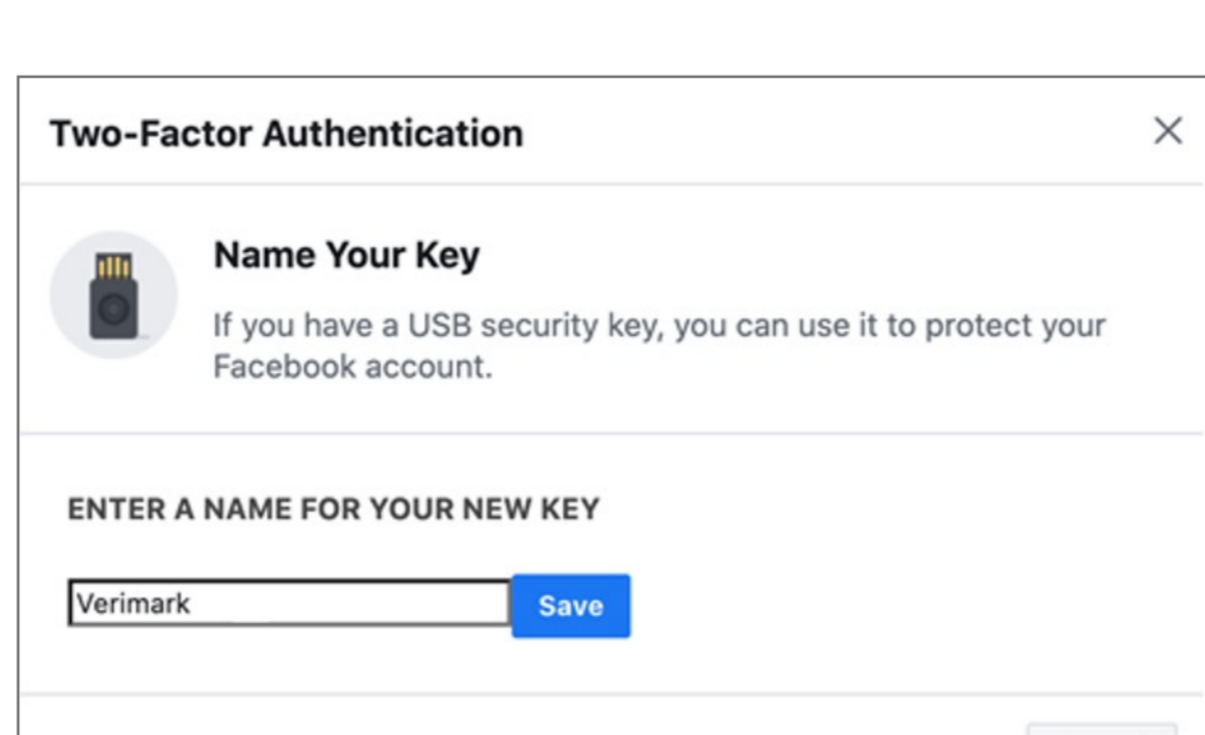 Two-Factor Authentication
Name Your Key
If you have a USB security key, you can use it to protect your
Facebook account.
ENTER A NAME FOR YOUR NEW KEY
Verimark
Save